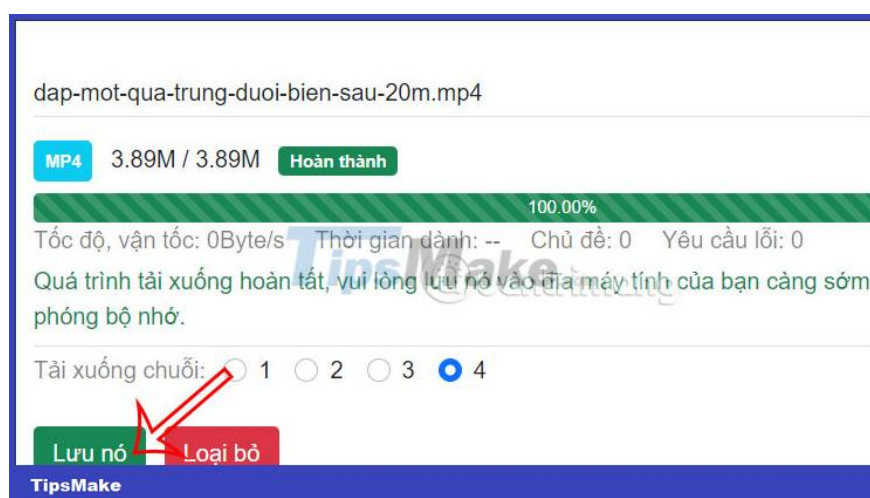 dap-mot-qua-trung-duoi-bien-sau-20m.mp4
MP4 3.89M / 3.89M Hoàn thành
100.00%
Tốc độ, vận tốc: 0Byte/s Thời gian dành: -- Chủ đề: 0 Yêu cầu lỗi: 0
TipsMake
Quá trình tải xuống hoàn tất, vui lòng lưu nó vào đĩa máy tính của bạn càng sớm
phóng bộ nhớ.
Tải xuống chuỗi: 1 2 3 4
Lưu nó Loại bỏ
TipsMake